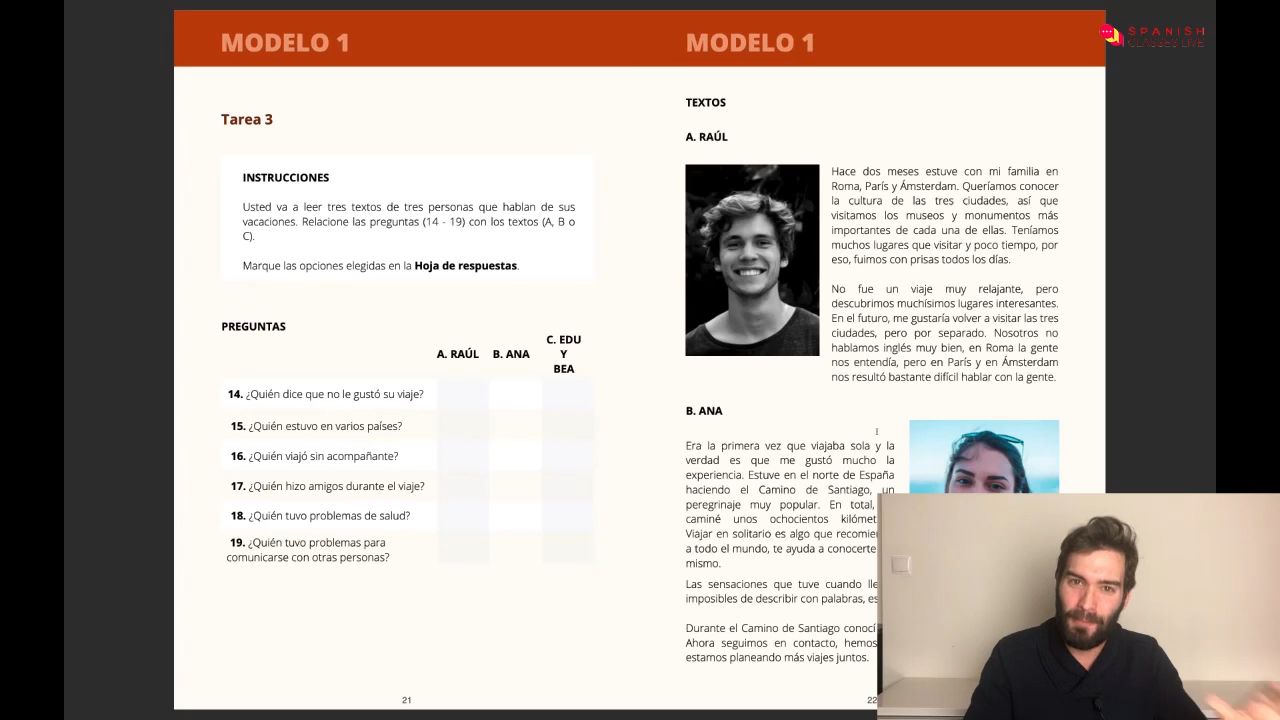 MODELO 1
Tarea 3
INSTRUCCIONES
Usted va a leer tres textos de tres personas que hablan de sus
vacaciones. Relacione las preguntas (14 - 19) con los textos (A, B o
C).
Marque las opciones elegidas en la Hoja de respuestas.
PREGUNTAS
A. RAÚL B. ANA C. EDU
Y
BEA
14. ¿Quién dice que no le gustó su viaje?
15. ¿Quién estuvo en varios países?
16. ¿Quién viajó sin acompañante?
17. ¿Quién hizo amigos durante el viaje?
18. ¿Quién tuvo problemas de salud?
19. ¿Quién tuvo problemas para
comunicarse con otras personas?
21
MODELO 1
TEXTOS
A. RAÚL
Hace dos meses estuve con mi familia en
Roma, París y Ámsterdam. Queríamos conocer
la cultura de las tres ciudades, así que
visitamos los museos y monumentos más
importantes de cada una de ellas. Teníamos
muchos lugares que visitar y poco tiempo, por
eso, fuimos con prisas todos los días.
No fue un viaje muy relajante, pero
descubrimos muchísimos lugares interesantes.
En el futuro, me gustaría volver a visitar las tres
ciudades, pero por separado. Nosotros no
hablamos inglés muy bien, en Roma la gente
nos entendía, pero en París y en Ámsterdam
nos resultó bastante difícil hablar con la gente.
B. ANA
Era la primera vez que viajaba sola y la
verdad es que me gustó mucho la
experiencia. Estuve en el norte de España
haciendo el Camino de Santiago, un
peregrinaje muy popular. En total,
caminé unos ochocientos
Viajar en solitario es algo que
a todo el mundo, te ayuda a conocerte
mismo.
Las sensaciones que tuve cuando
imposibles de describir con palabras,
Durante el Camino de Santiago conocí
Ahora seguimos en contacto, hemos
estamos planeando más viajes juntos.
22
SPANISH
CLASSES LIVE